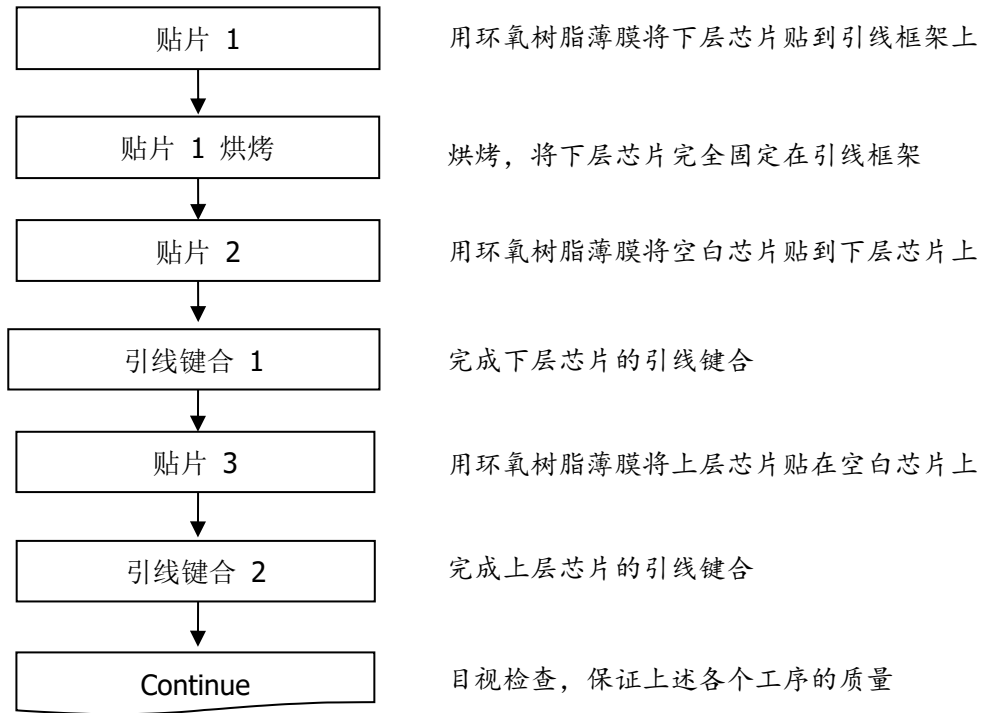 贴片 1
用环氧树脂薄膜将下层芯片贴到引线框架上
贴片 1 烘烤
烘烤，将下层芯片完全固定在引线框架
贴片 2
用环氧树脂薄膜将空白芯片贴到下层芯片上
引线键合 1
完成下层芯片的引线键合
贴片 3
用环氧树脂薄膜将上层芯片贴在空白芯片上
引线键合 2
完成上层芯片的引线键合
Continue
目视检查，保证上述各个工序的质量